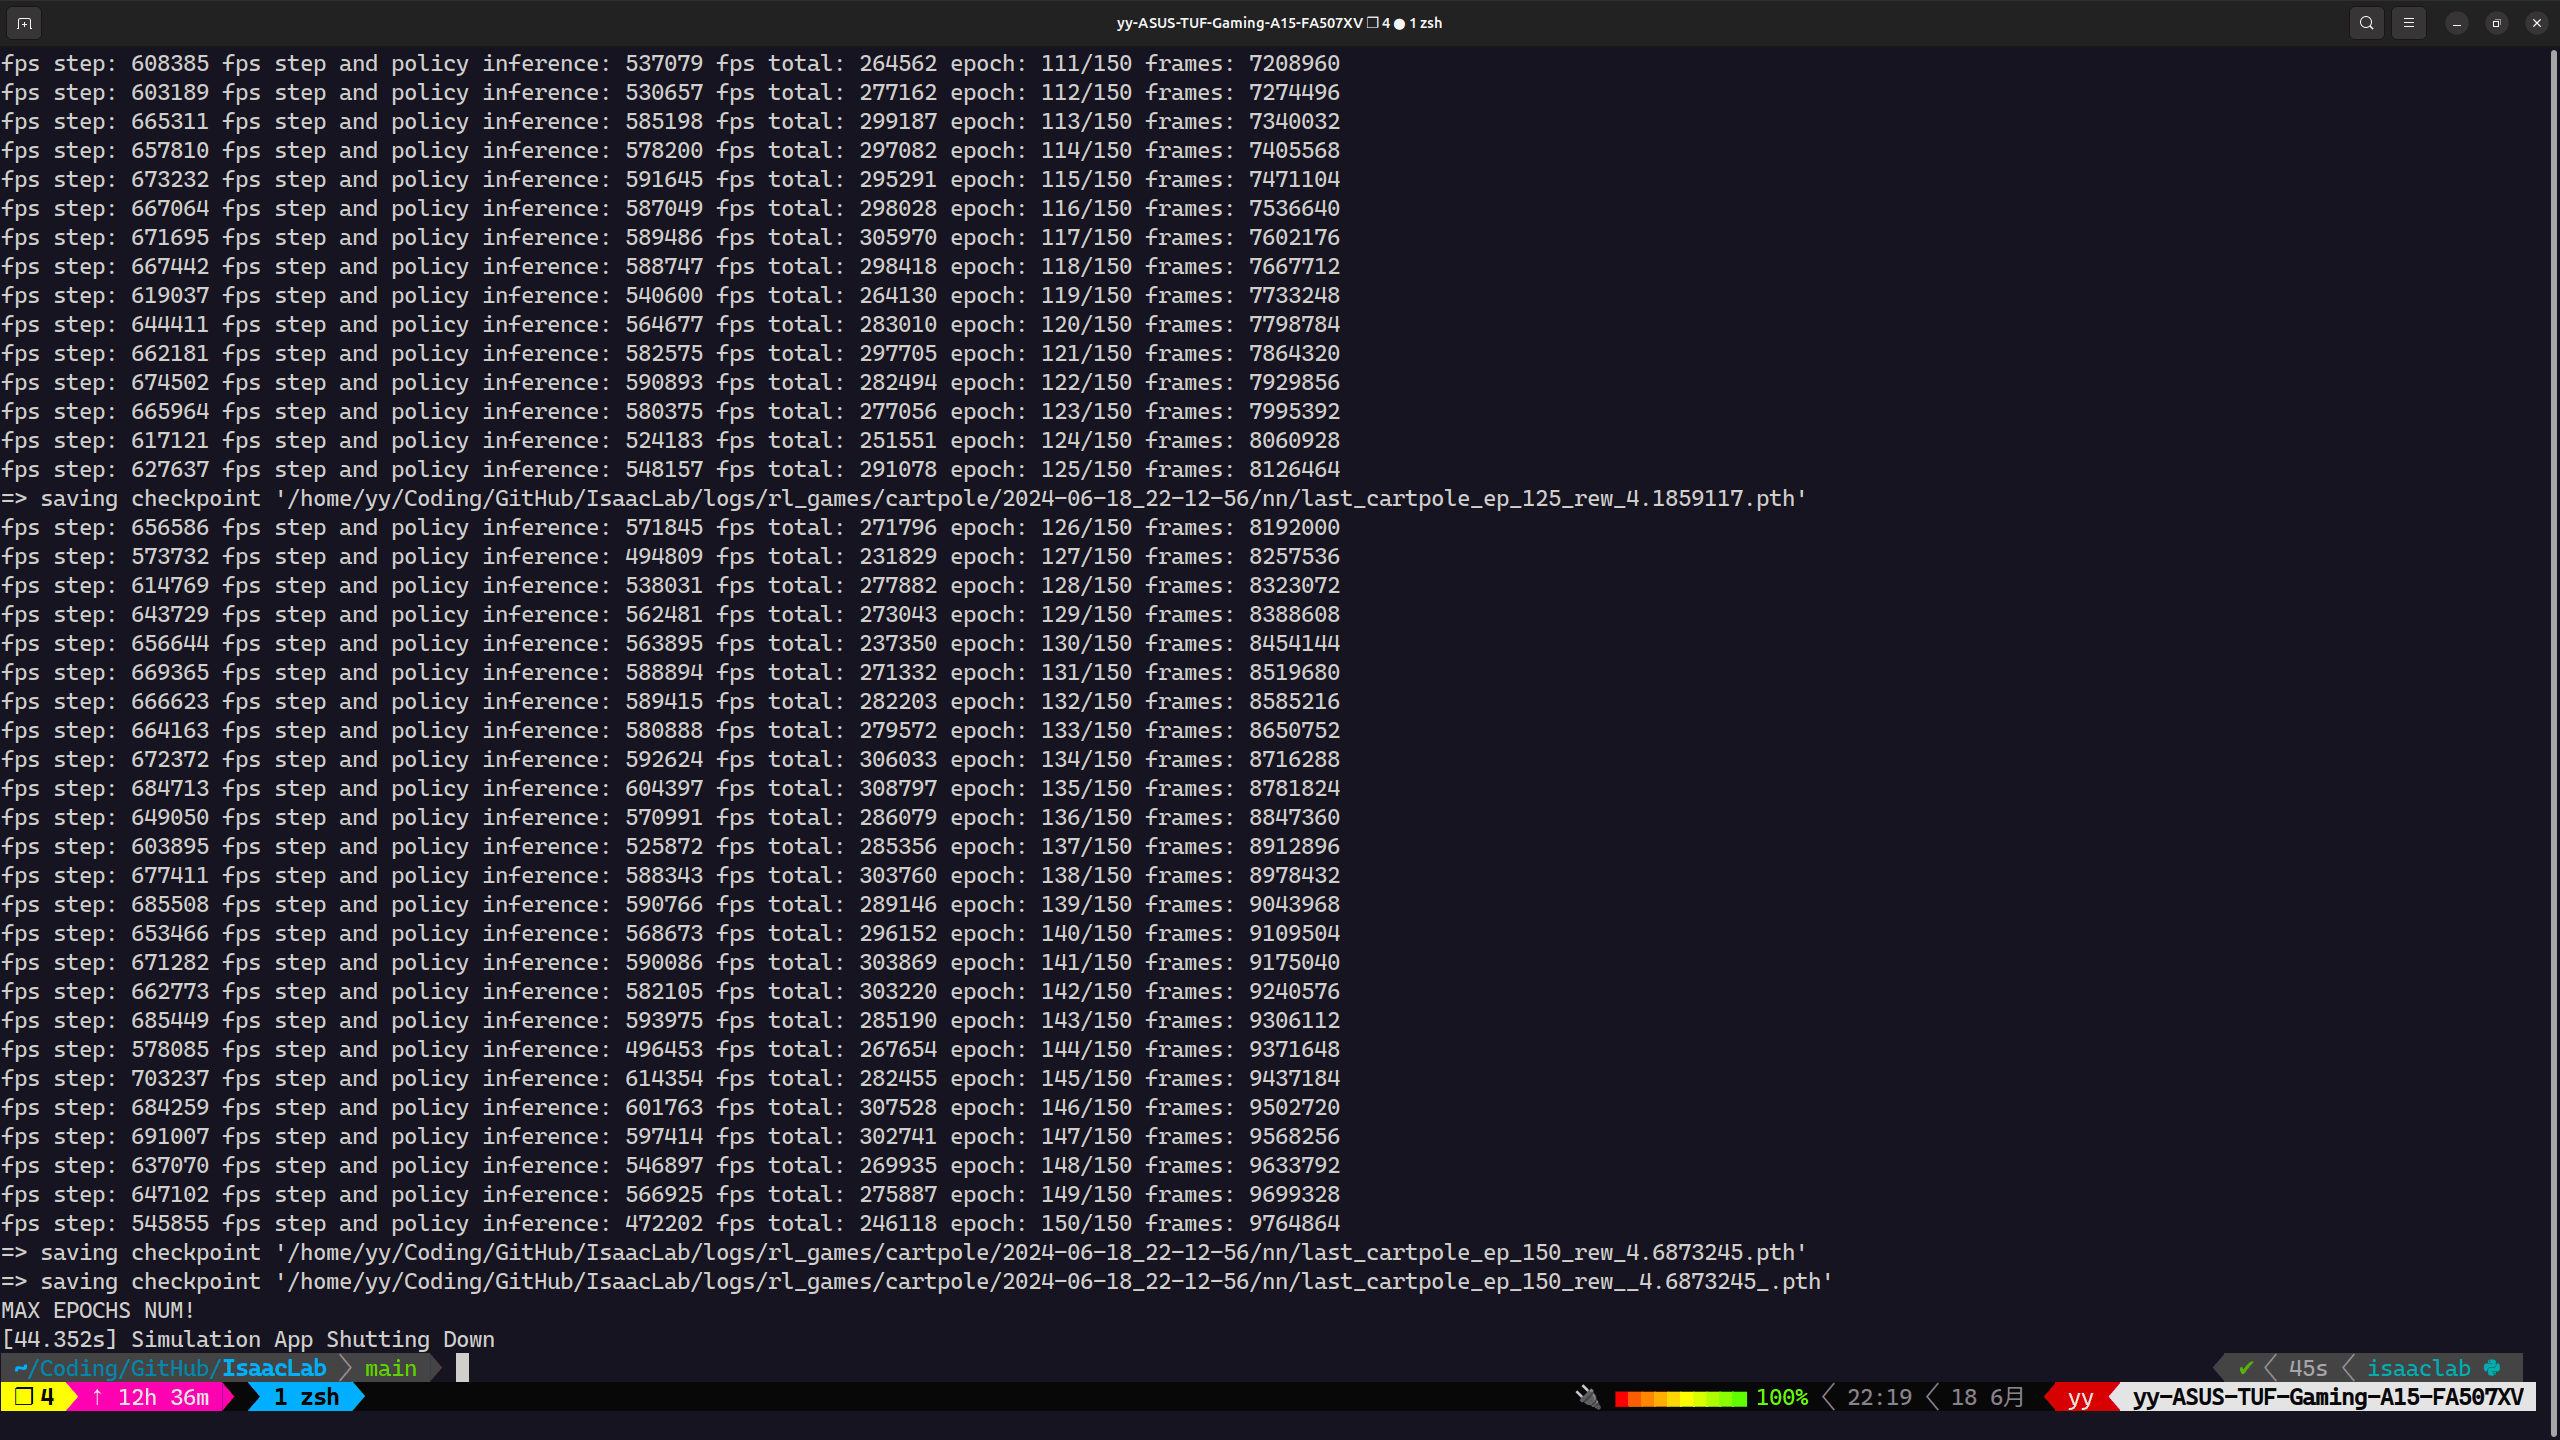 yy-ASUS-TUF-Gaming-A15-FA507XV ❐ 4 ● 1 zsh
fps step: 608385 fps step and policy inference: 537079 fps total: 264562 epoch: 111/150 frames: 7208960
fps step: 603189 fps step and policy inference: 530657 fps total: 277162 epoch: 112/150 frames: 7274496
fps step: 665311 fps step and policy inference: 585198 fps total: 299187 epoch: 113/150 frames: 7340032
fps step: 657810 fps step and policy inference: 578200 fps total: 297082 epoch: 114/150 frames: 7405568
fps step: 673232 fps step and policy inference: 591645 fps total: 295291 epoch: 115/150 frames: 7471104
fps step: 667064 fps step and policy inference: 587049 fps total: 298028 epoch: 116/150 frames: 7536640
fps step: 671695 fps step and policy inference: 589486 fps total: 305970 epoch: 117/150 frames: 7602176
fps step: 667442 fps step and policy inference: 588747 fps total: 298418 epoch: 118/150 frames: 7667712
fps step: 619037 fps step and policy inference: 540600 fps total: 264130 epoch: 119/150 frames: 7733248
fps step: 644411 fps step and policy inference: 564677 fps total: 283010 epoch: 120/150 frames: 7798784
fps step: 662181 fps step and policy inference: 582575 fps total: 297705 epoch: 121/150 frames: 7864320
fps step: 674502 fps step and policy inference: 590893 fps total: 282494 epoch: 122/150 frames: 7929856
fps step: 665964 fps step and policy inference: 580375 fps total: 277056 epoch: 123/150 frames: 7995392
fps step: 617121 fps step and policy inference: 524183 fps total: 251551 epoch: 124/150 frames: 8060928
fps step: 627637 fps step and policy inference: 548157 fps total: 291078 epoch: 125/150 frames: 8126464
=> saving checkpoint '/home/yy/Coding/GitHub/IsaacLab/logs/rl_games/cartpole/2024-06-18_22-12-56/nn/last_cartpole_ep_125_rew_4.1859117.pth'
fps step: 656586 fps step and policy inference: 571845 fps total: 271796 epoch: 126/150 frames: 8192000
fps step: 573732 fps step and policy inference: 494809 fps total: 231829 epoch: 127/150 frames: 8257536
fps step: 614769 fps step and policy inference: 538031 fps total: 277882 epoch: 128/150 frames: 8323072
fps step: 643729 fps step and policy inference: 562481 fps total: 273043 epoch: 129/150 frames: 8388608
fps step: 656644 fps step and policy inference: 563895 fps total: 237350 epoch: 130/150 frames: 8454144
fps step: 669365 fps step and policy inference: 588894 fps total: 271332 epoch: 131/150 frames: 8519680
fps step: 666623 fps step and policy inference: 589415 fps total: 282203 epoch: 132/150 frames: 8585216
fps step: 664163 fps step and policy inference: 580888 fps total: 279572 epoch: 133/150 frames: 8650752
fps step: 672372 fps step and policy inference: 592624 fps total: 306033 epoch: 134/150 frames: 8716288
fps step: 684713 fps step and policy inference: 604397 fps total: 308797 epoch: 135/150 frames: 8781824
fps step: 649050 fps step and policy inference: 570991 fps total: 286079 epoch: 136/150 frames: 8847360
fps step: 603895 fps step and policy inference: 525872 fps total: 285356 epoch: 137/150 frames: 8912896
fps step: 677411 fps step and policy inference: 588343 fps total: 303760 epoch: 138/150 frames: 8978432
fps step: 685508 fps step and policy inference: 590766 fps total: 289146 epoch: 139/150 frames: 9043968
fps step: 653466 fps step and policy inference: 568673 fps total: 296152 epoch: 140/150 frames: 9109504
fps step: 671282 fps step and policy inference: 590086 fps total: 303869 epoch: 141/150 frames: 9175040
fps step: 662773 fps step and policy inference: 582105 fps total: 303220 epoch: 142/150 frames: 9240576
fps step: 685449 fps step and policy inference: 593975 fps total: 285190 epoch: 143/150 frames: 9306112
fps step: 578085 fps step and policy inference: 496453 fps total: 267654 epoch: 144/150 frames: 9371648
fps step: 703237 fps step and policy inference: 614354 fps total: 282455 epoch: 145/150 frames: 9437184
fps step: 684259 fps step and policy inference: 601763 fps total: 307528 epoch: 146/150 frames: 9502720
fps step: 691007 fps step and policy inference: 597414 fps total: 302741 epoch: 147/150 frames: 9568256
fps step: 637070 fps step and policy inference: 546897 fps total: 269935 epoch: 148/150 frames: 9633792
fps step: 647102 fps step and policy inference: 566925 fps total: 275887 epoch: 149/150 frames: 9699328
fps step: 545855 fps step and policy inference: 472202 fps total: 246118 epoch: 150/150 frames: 9764864
=> saving checkpoint '/home/yy/Coding/GitHub/IsaacLab/logs/rl_games/cartpole/2024-06-18_22-12-56/nn/last_cartpole_ep_150_rew_4.6873245.pth'
=> saving checkpoint '/home/yy/Coding/GitHub/IsaacLab/logs/rl_games/cartpole/2024-06-18_22-12-56/nn/last_cartpole_ep_150_rew__4.6873245_.pth'
MAX EPOCHS NUM!
[44.352s] Simulation App Shutting Down
~/Coding/GitHub/IsaacLab main ✔ 45s isaaclab
❐ 4 ↑ 12h 36m 1 zsh 100% 22:19 18 6月 yy yy-ASUS-TUF-Gaming-A15-FA507XV